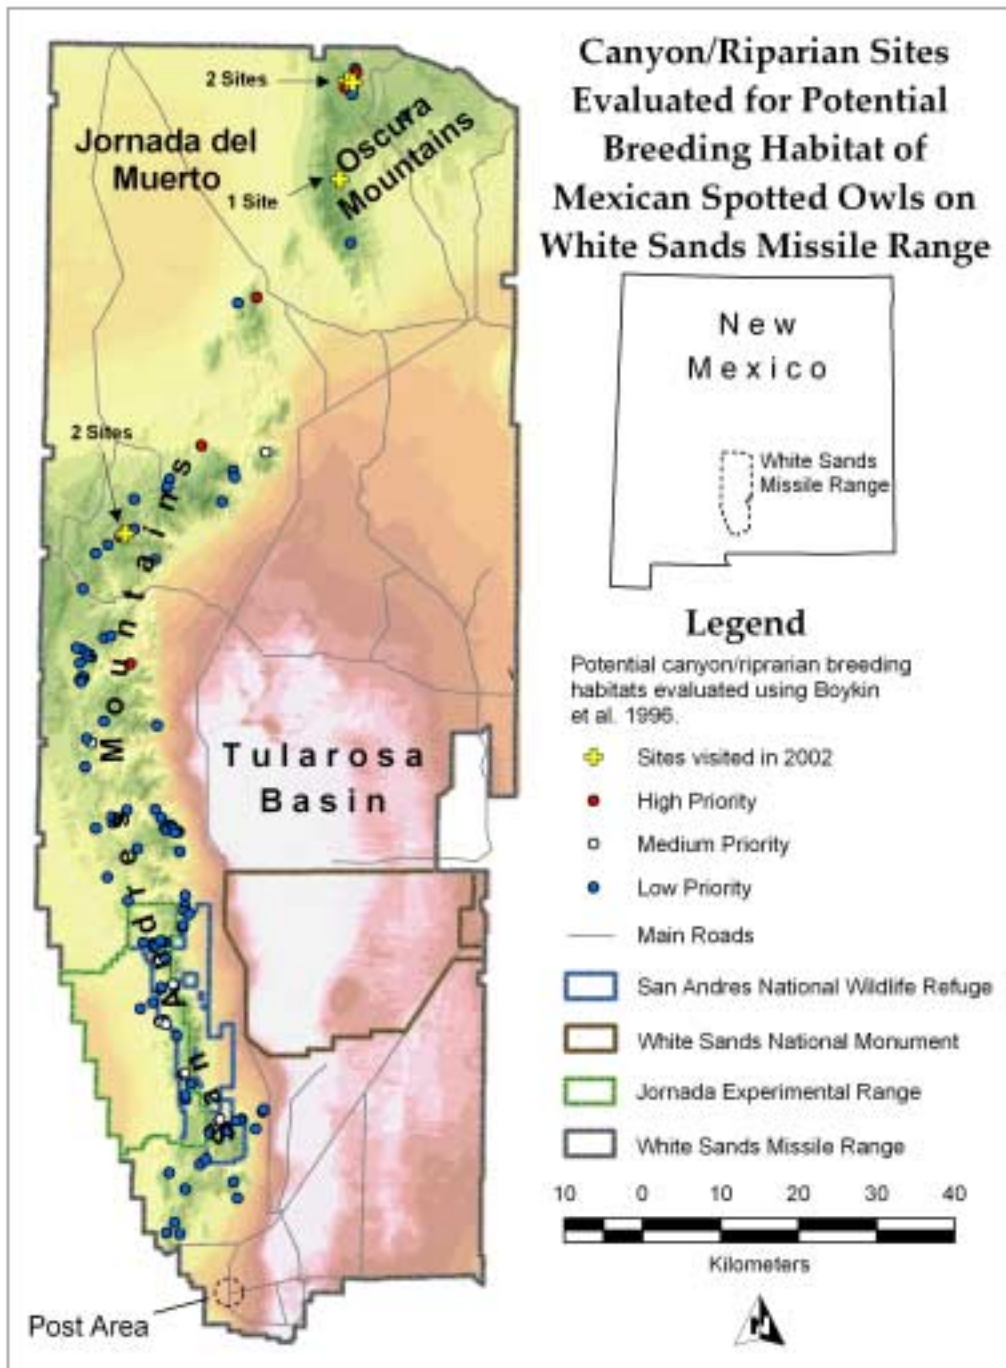 Canyon/Riparian Sites
Evaluated for Potential
Breeding Habitat of
Mexican Spotted Owls on
White Sands Missile Range
2 Sites
Jornada del
Muerto
Oscura
Mountains
1 Site
New
Mexico
White Sands
Missile Range
2 Sites
San Andres Mountains
Tularosa
Basin
Legend
Potential canyon/riprarian breeding
habitats evaluated using Boykin
et al. 1996.
Sites visited in 2002
High Priority
Medium Priority
Low Priority
Main Roads
San Andres National Wildlife Refuge
White Sands National Monument
Jornada Experimental Range
White Sands Missile Range
10 0 10 20 30 40
Kilometers
Post Area
N